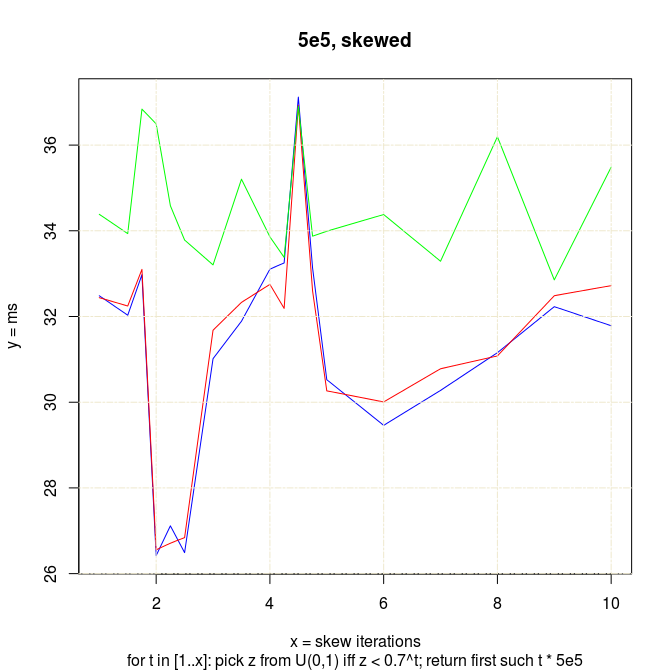 5e5, skewed
y = ms
36
34
32
30
28
26
2 4 6 8 10
x = skew iterations
for t in [1..x]: pick z from U(0,1) iff z < 0.7^t; return first such t * 5e5